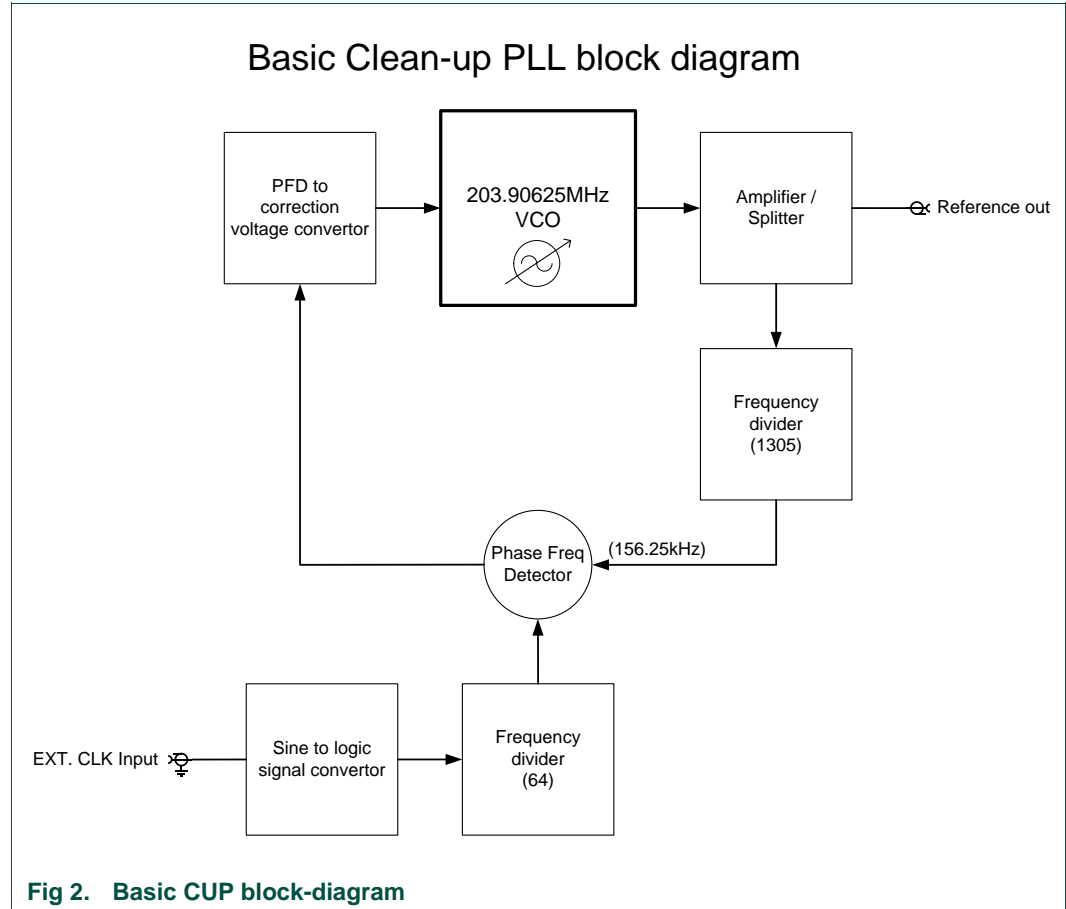 Basic Clean-up PLL block diagram
PFD to
correction
voltage convertor
203.90625MHz
VCO
Amplifier /
Splitter
Reference out
Frequency
divider
(1305)
(156.25kHz)
Phase Freq
Detector
EXT. CLK Input
Sine to logic
signal convertor
Frequency
divider
(64)
Fig 2. Basic CUP block-diagram